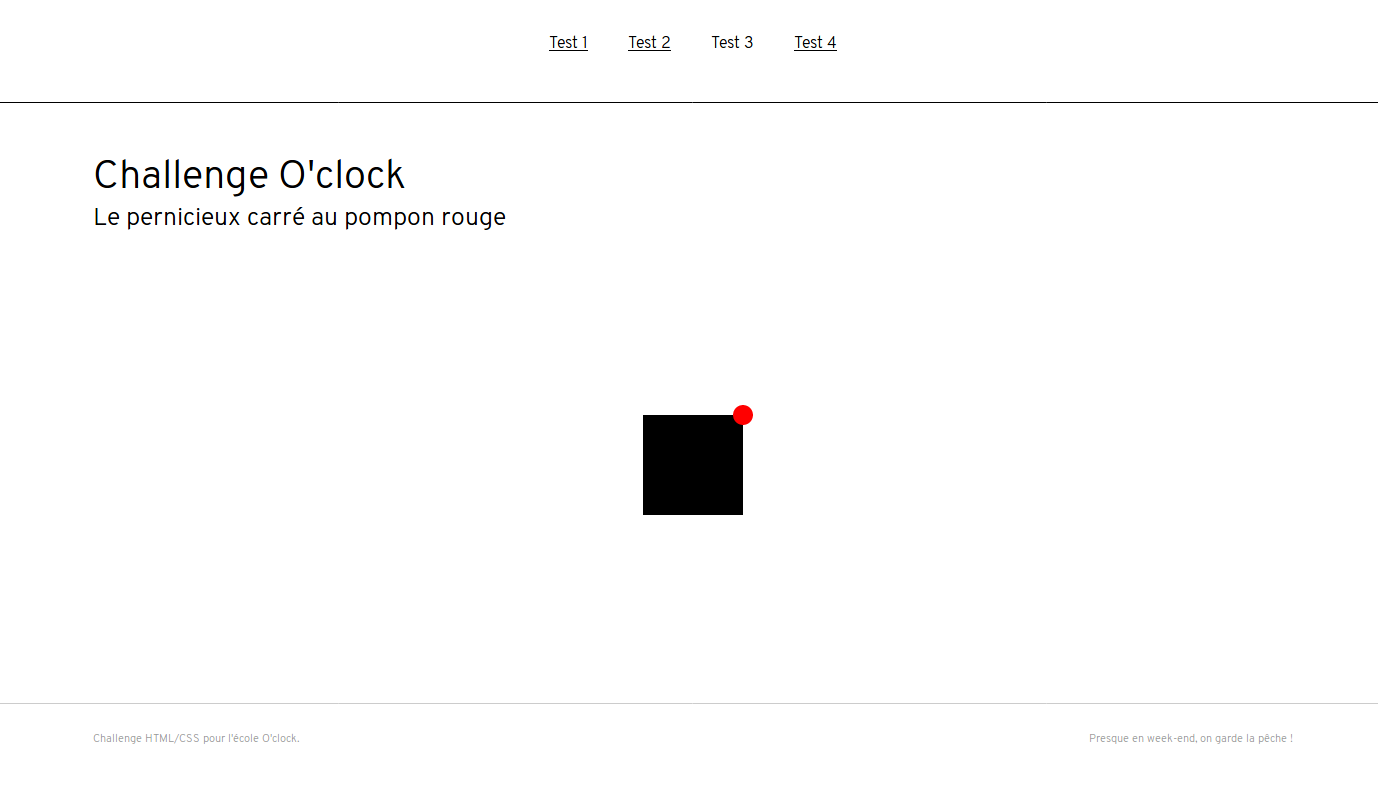 Test 1 Test 2 Test 3 Test 4
Challenge O'clock
Le pernicieux carré au pompon rouge
Challenge HTML/CSS pour l'école O'clock.
Presque en week-end, on garde la pêche !